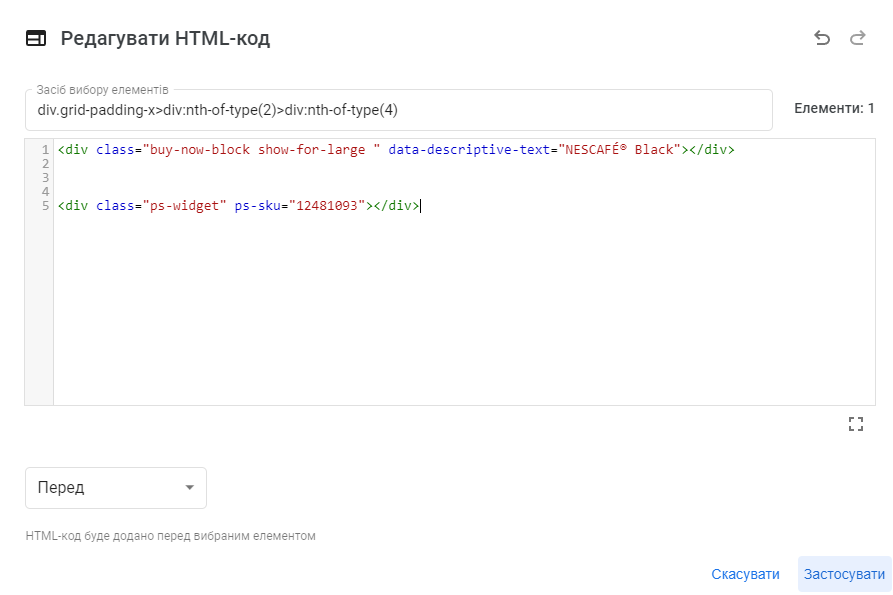 Редагувати HTML-код
Засіб вибору елементів
div.grid-padding-x>div:nth-of-type(2)>div:nth-of-type(4)
Елементи: 1
1 <div class="buy-now-block show-for-large " data-descriptive-text="NESCAFÉ® Black"></div>
2
3
4
5 <div class="ps-widget" ps-sku="12481093"></div>
Перед
HTML-код буде додано перед вибраним елементом
Скасувати Застосувати